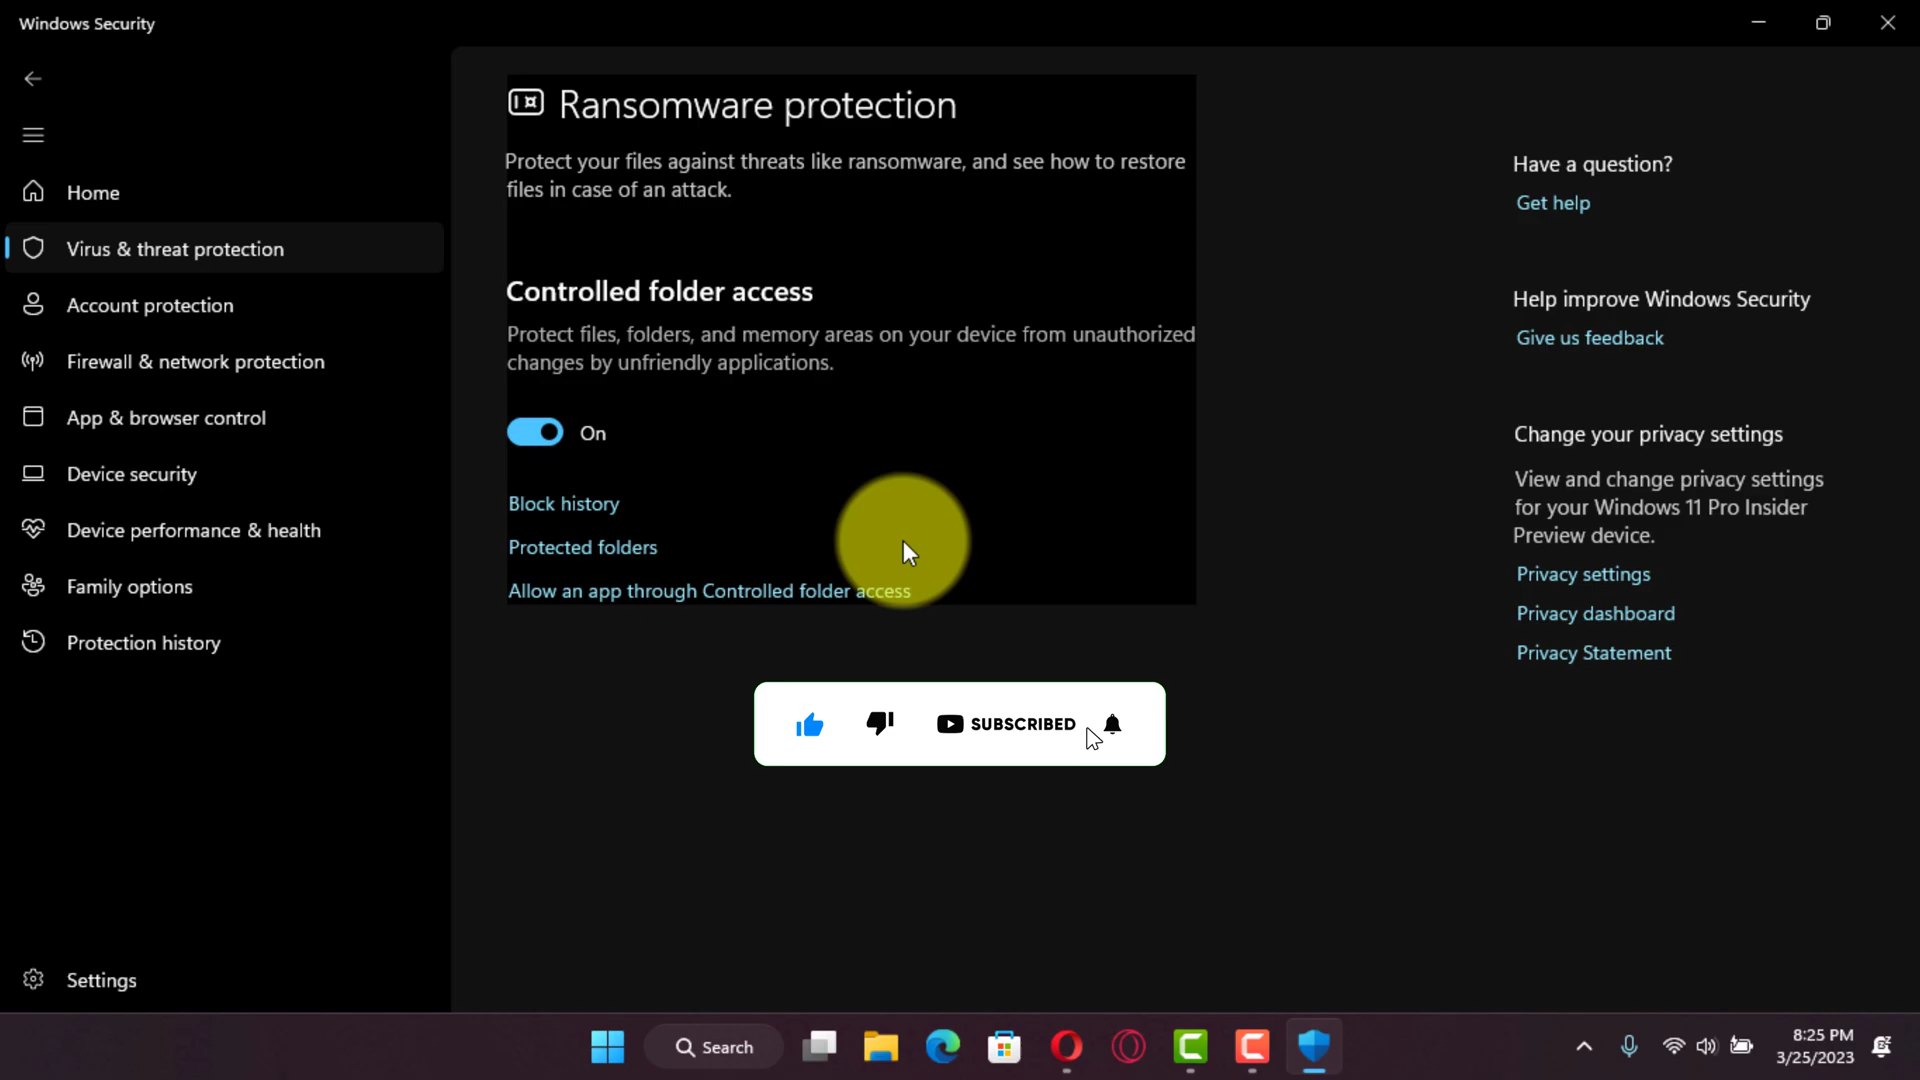 Windows Security
Home
Virus & threat protection
Account protection
Firewall & network protection
App & browser control
Device security
Device performance & health
Family options
Protection history
Settings
Ransomware protection
Protect your files against threats like ransomware, and see how to restore
files in case of an attack.
Controlled folder access
Protect files, folders, and memory areas on your device from unauthorized
changes by unfriendly applications.
On
Block history
Protected folders
Allow an app through Controlled folder access
SUBSCRIBED
Have a question?
Get help
Help improve Windows Security
Give us feedback
Change your privacy settings
View and change privacy settings
for your Windows 11 Pro Insider
Preview device.
Privacy settings
Privacy dashboard
Privacy Statement
Search
8:25 PM
3/25/2023